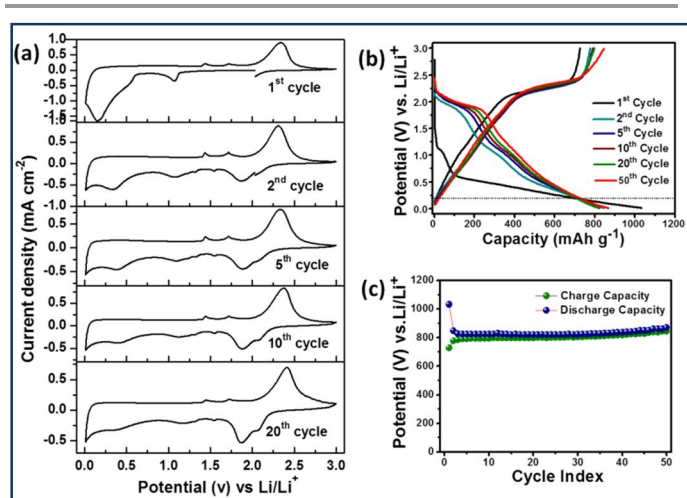 (a)
Current density (mA cm-2)
1.0
0.5
0.0
-0.5
-1.0
-1.5
1st cycle
0.5
0.0
-0.5
-1.0
2nd cycle
0.5
0.0
-0.5
5th cycle
0.5
0.0
-0.5
10th cycle
0.5
0.0
-0.5
20th cycle
0.0 0.5 1.0 1.5 2.0 2.5 3.0
Potential (v) vs Li/Li+
(b)
Potential (V) vs. Li/Li+
3.0
2.5
2.0
1.5
1.0
0.5
0.0
1st Cycle
2nd Cycle
5th Cycle
10th Cycle
20th Cycle
50th Cycle
0 200 400 600 800 1000 1200
Capacity (mAh g-1)
(c)
Potential (V) vs.Li/Li+
1200
1000
800
600
400
200
0
Charge Capacity
Discharge Capacity
0 10 20 30 40 50
Cycle Index